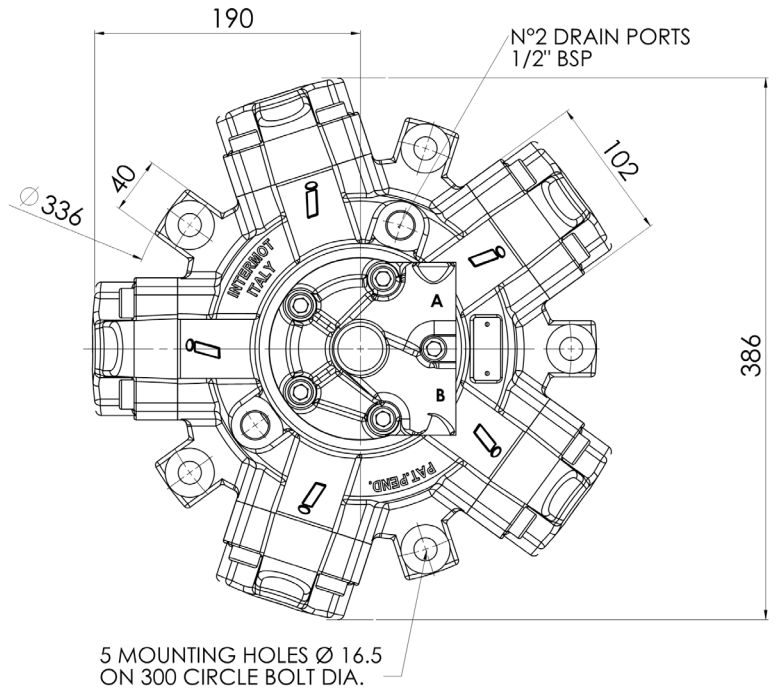 190
N°2 DRAIN PORTS
1/2" BSP
102
40
Ø 336
INTERMOT
ITALY
A
386
B
PAT.PEND.
5 MOUNTING HOLES Ø 16.5
ON 300 CIRCLE BOLT DIA.